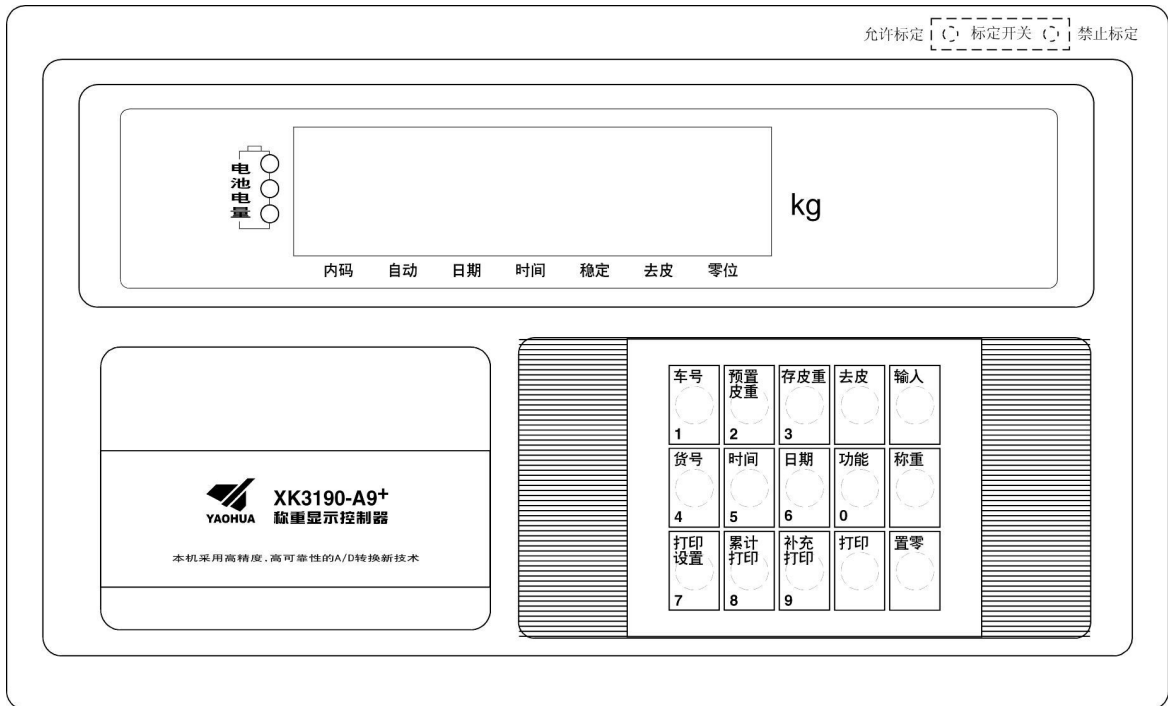 允许标定 标定开关 禁止标定
电池电量
kg
内码 自动 日期 时间 稳定 去皮 零位
车号 预置皮重 存皮重 去皮 输入
1 2 3
货号 时间 日期 功能 称重
4 5 6 0
打印设置 累计打印 补充打印 打印 置零
7 8 9
XK3190-A9+
YAOHUA 称重显示控制器
本机采用高精度,高可靠性的A/D转换新技术